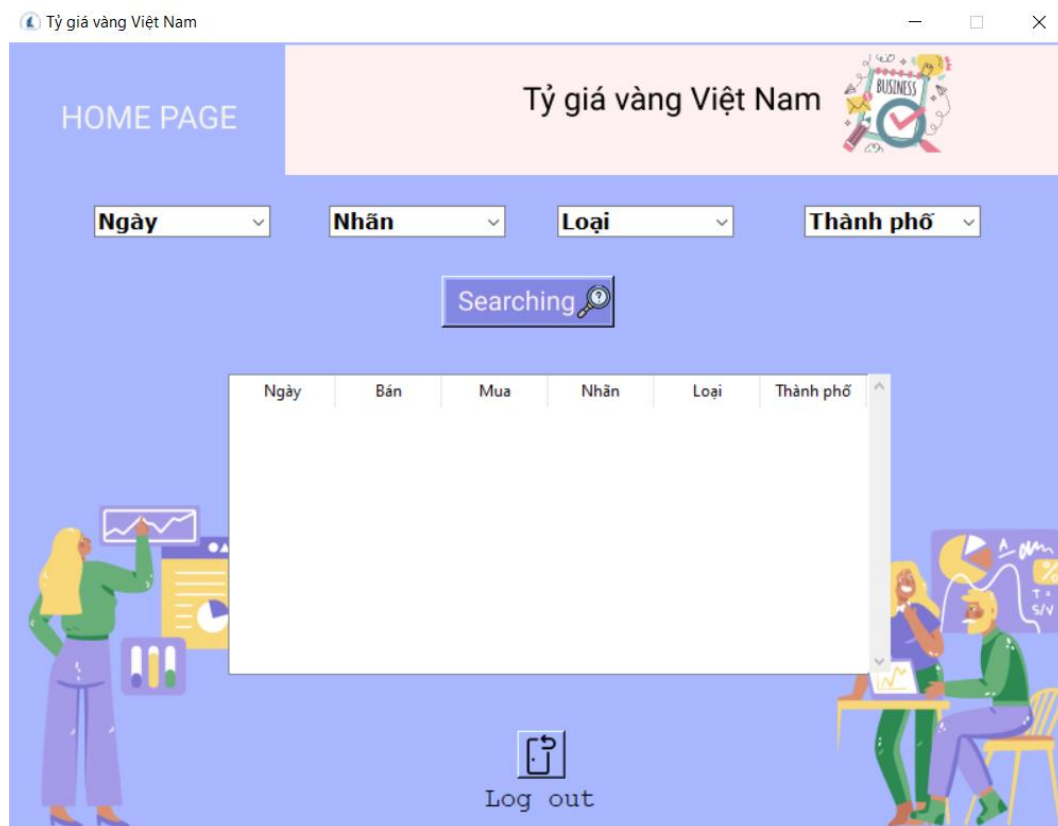 Tỷ giá vàng Việt Nam
HOME PAGE
Tỷ giá vàng Việt Nam
BUSINESS
Ngày Nhãn Loại Thành phố
Searching
?
Ngày Bán Mua Nhãn Loại Thành phố
A
%
T =
S/V
Log out